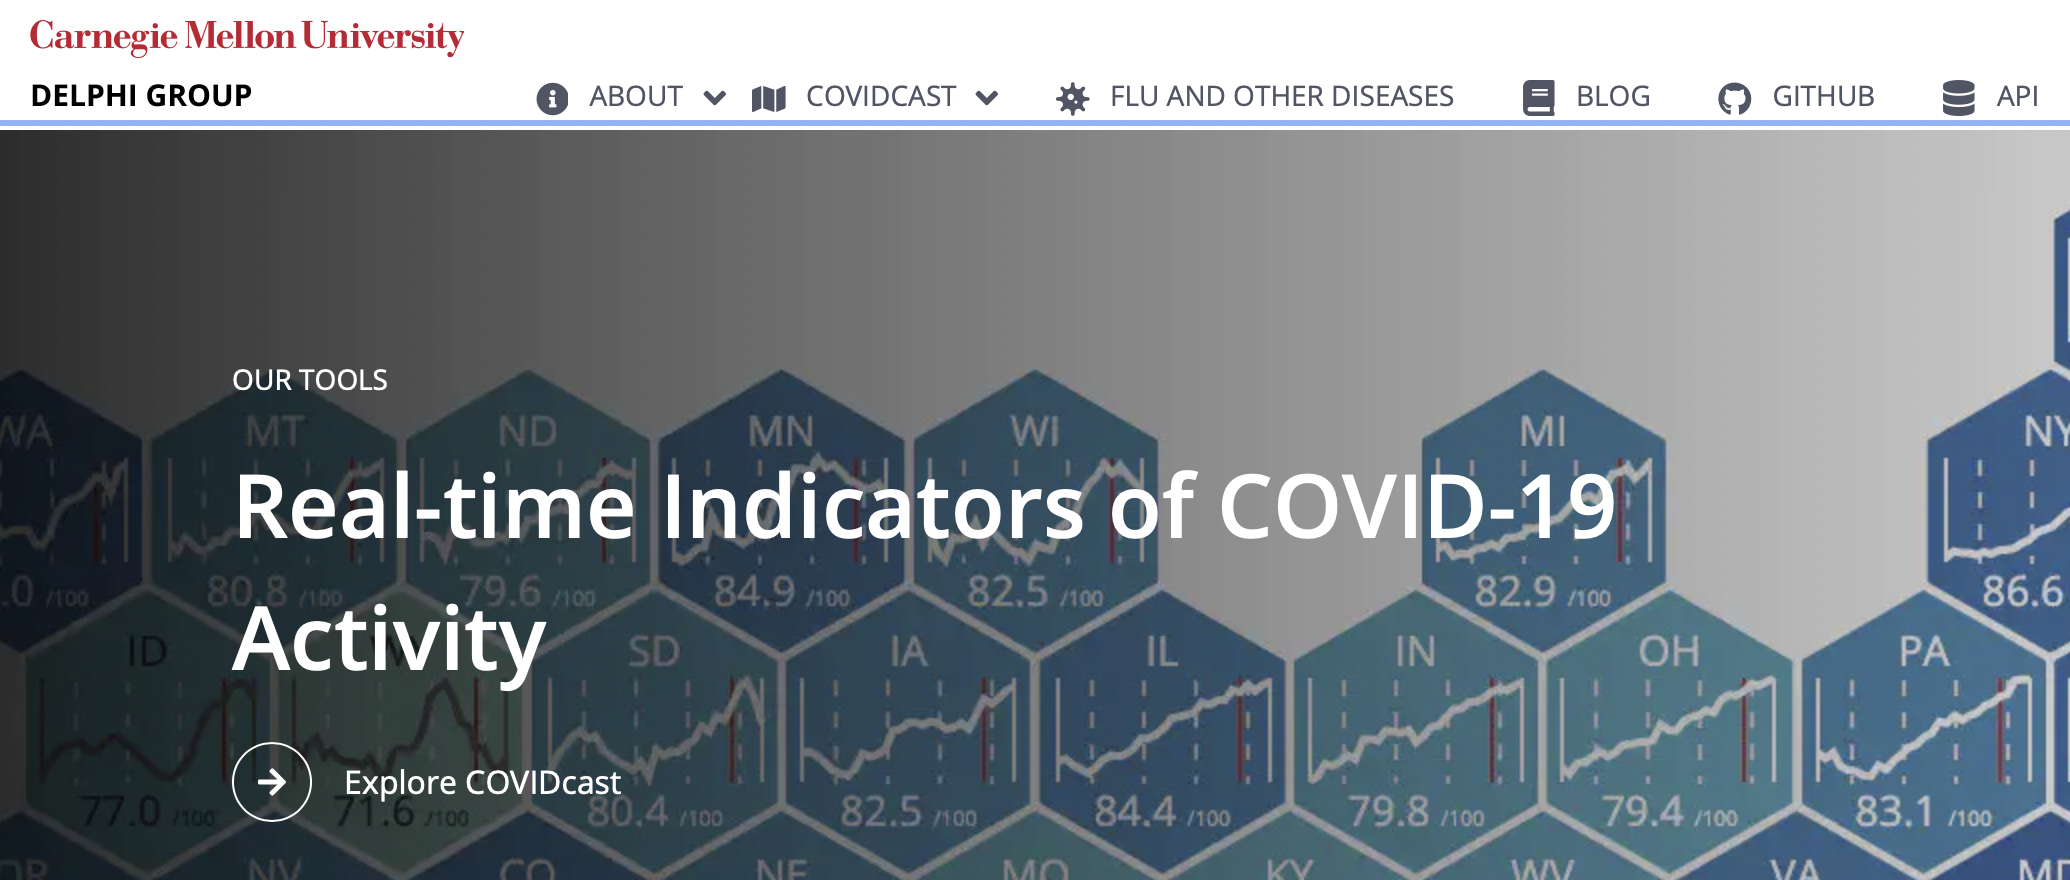 Carnegie Mellon University
DELPHI GROUP
ABOUT
COVIDCAST
FLU AND OTHER DISEASES
BLOG
GITHUB
API
OUR TOOLS
WA
MT
ND
MN
WI
MI
NY
Real-time Indicators of COVID-19
.0 /100
80.8 /100
79.6 /100
84.9 /100
82.5 /100
82.9 /100
86.6
Activity
ID
SD
IA
IL
IN
OH
PA
Explore COVIDcast
77.0 /100
71.6 /100
80.4 /100
82.5 /100
84.4 /100
79.8 /100
79.4 /100
83.1 /100
OR
NV
CO
NE
MO
KY
WV
VA